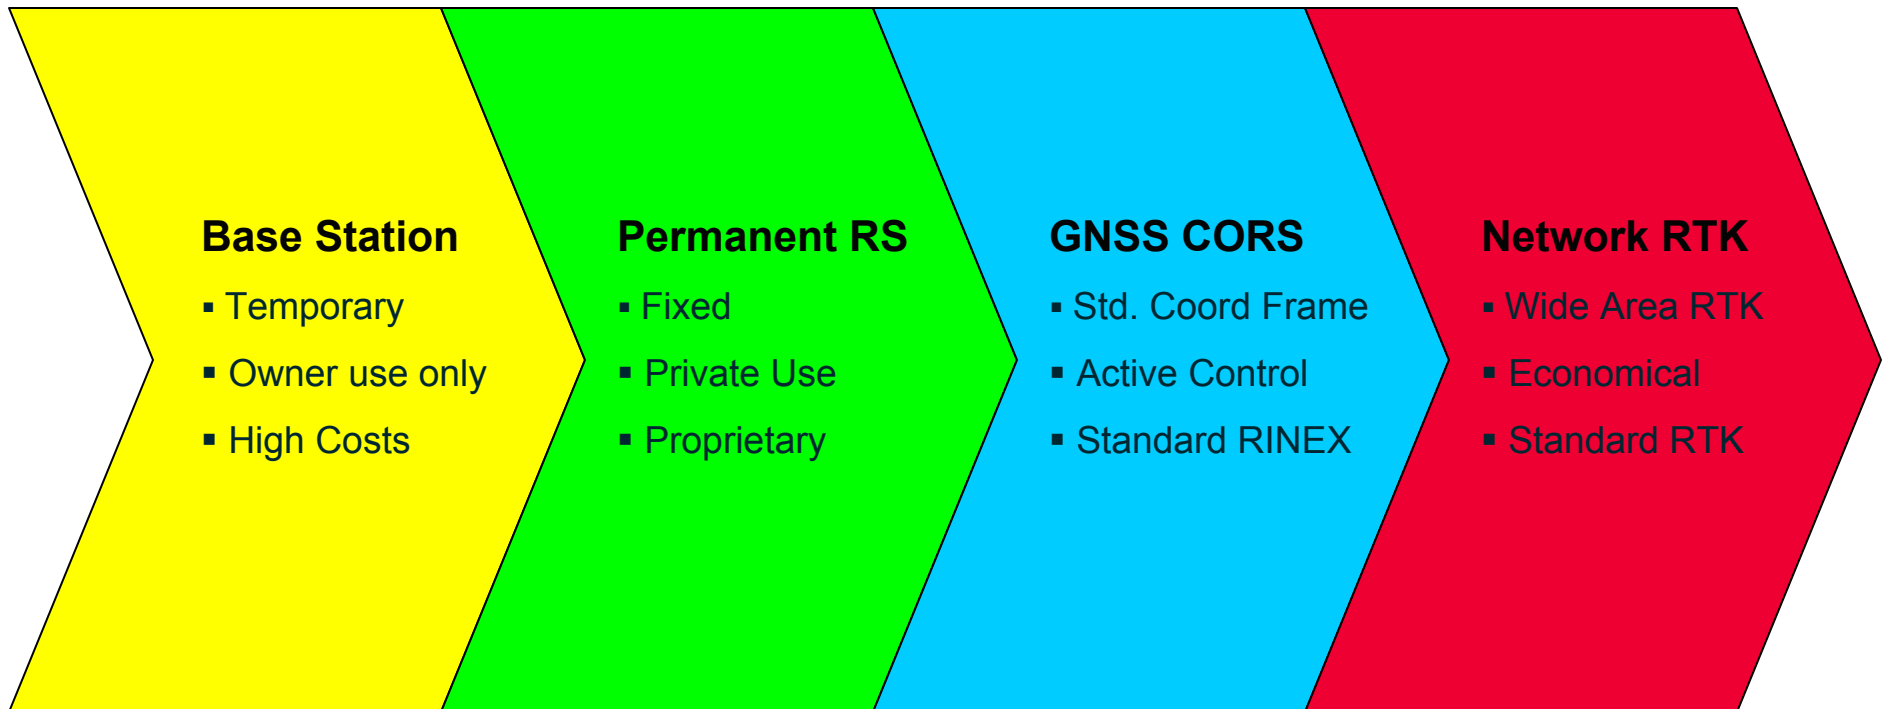 Base Station
▪ Temporary
▪ Owner use only
▪ High Costs
Permanent RS
▪ Fixed
▪ Private Use
▪ Proprietary
GNSS CORS
▪ Std. Coord Frame
▪ Active Control
▪ Standard RINEX
Network RTK
▪ Wide Area RTK
▪ Economical
▪ Standard RTK